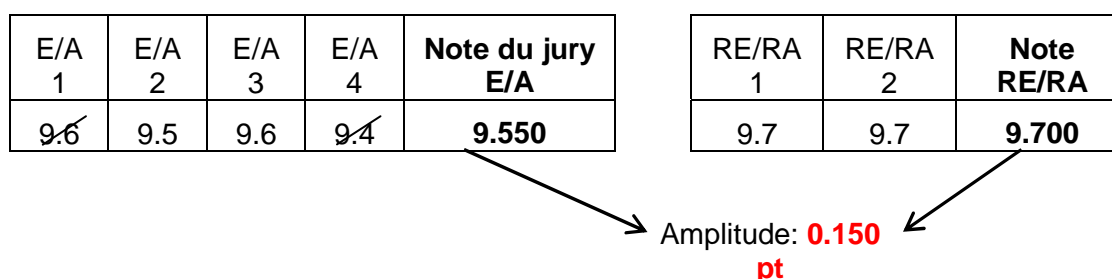 E/A 1 E/A 2 E/A 3 E/A 4 Note du jury E/A
9.6 9.5 9.6 9.4 9.550
RE/RA 1 RE/RA 2 Note RE/RA
9.7 9.7 9.700
Amplitude: 0.150
pt